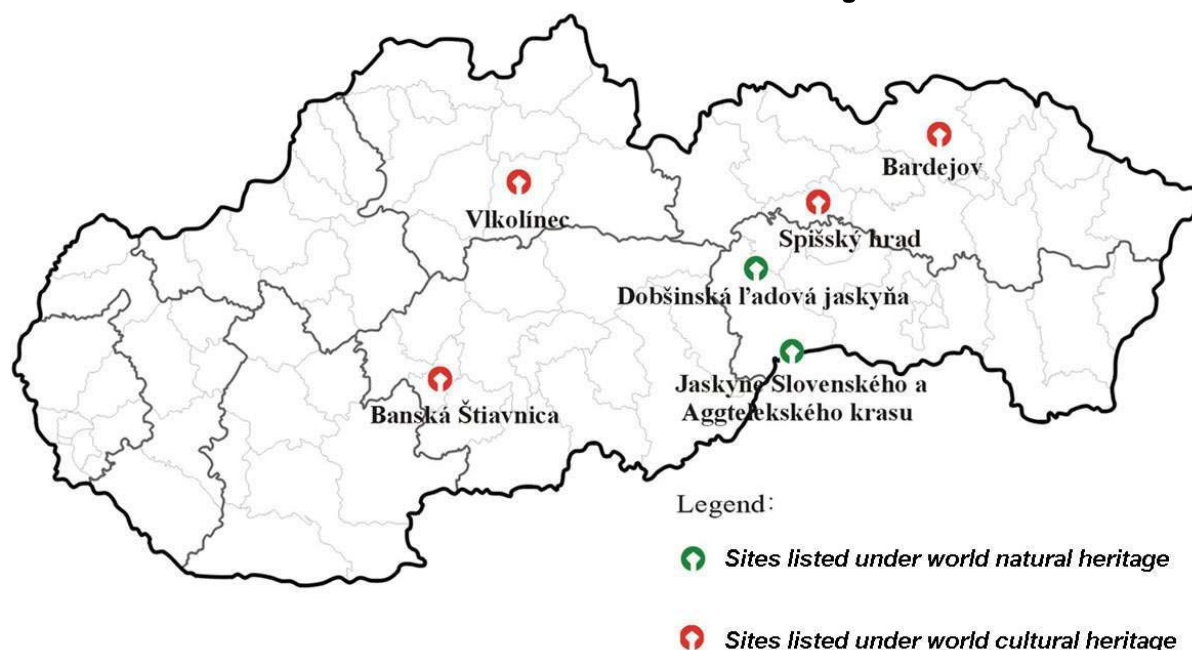 Bardejov
Vlkolínec
Spišský hrad
Dobšinská ľadová jaskyňa
Jaskyne Slovenského a
Aggtelekského krasu
Banská Štiavnica
Legend:
Sites listed under world natural heritage
Sites listed under world cultural heritage